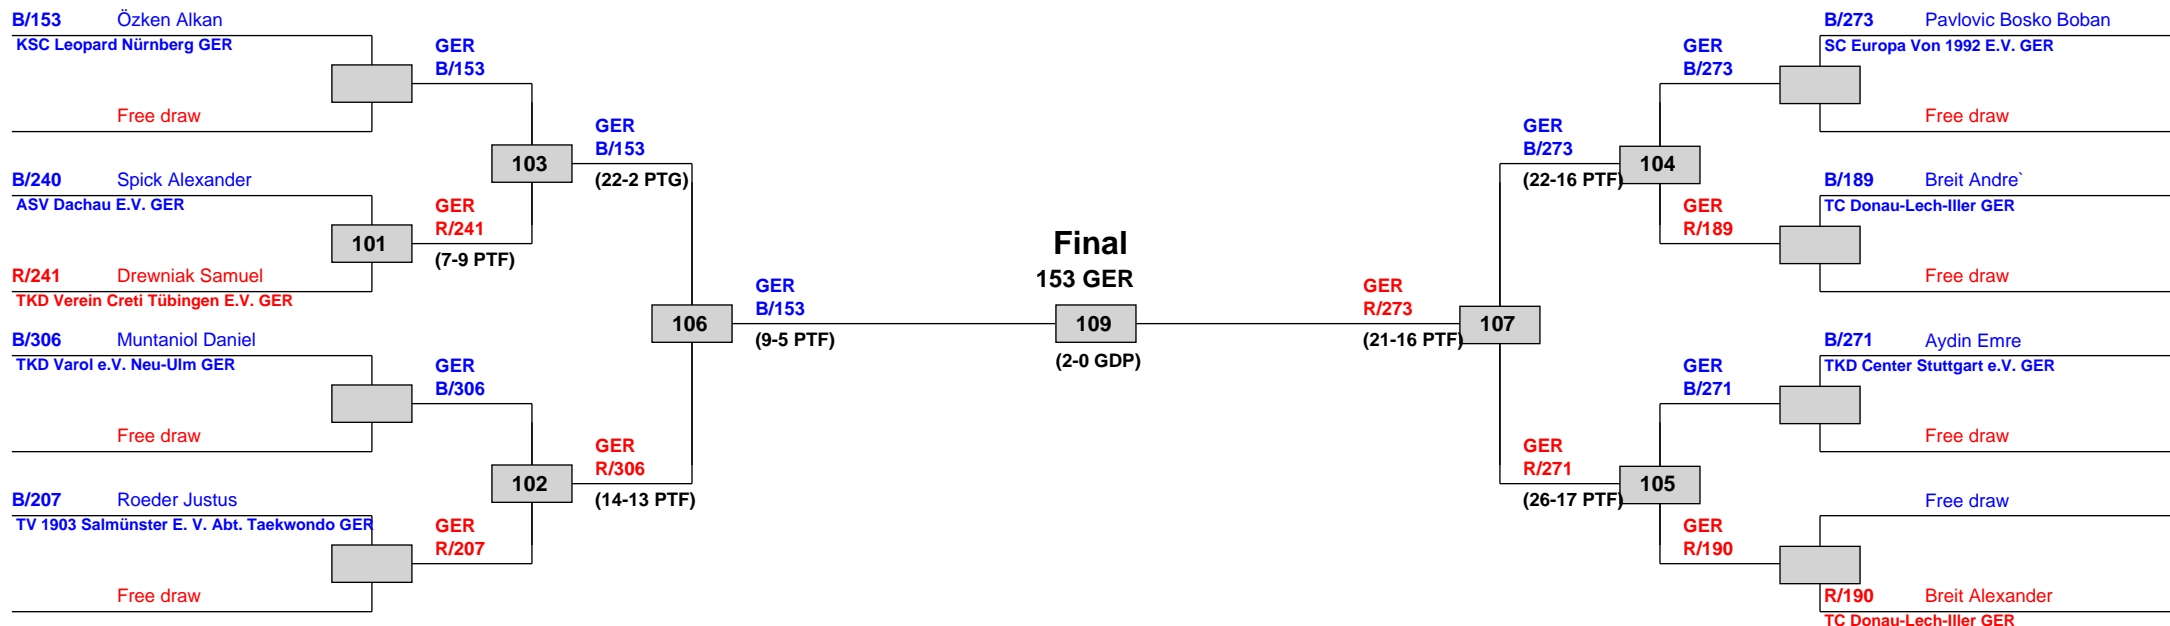 B/153 Özken Alkan
KSC Leopard Nürnberg GER
Free draw
B/240 Spick Alexander
ASV Dachau E.V. GER
R/241 Drewniak Samuel
TKD Verein Creti Tübingen E.V. GER
B/306 Muntaniol Daniel
TKD Varol e.V. Neu-Ulm GER
Free draw
B/207 Roeder Justus
TV 1903 Salmünster E. V. Abt. Taekwondo GER
Free draw
GER
B/153
101
GER
R/241
(7-9 PTF)
GER
B/306
GER
R/207
103
GER
B/153
(22-2 PTG)
102
GER
R/306
(14-13 PTF)
106
GER
B/153
(9-5 PTF)
Final
153 GER
109
(2-0 GDP)
GER
R/273
(21-16 PTF)
107
GER
B/273
(22-16 PTF)
104
GER
R/271
(26-17 PTF)
105
GER
B/273
GER
R/189
GER
B/271
GER
R/190
B/273 Pavlovic Bosko Boban
SC Europa Von 1992 E.V. GER
Free draw
B/189 Breit Andre`
TC Donau-Lech-Iller GER
Free draw
B/271 Aydin Emre
TKD Center Stuttgart e.V. GER
Free draw
Free draw
R/190 Breit Alexander
TC Donau-Lech-Iller GER